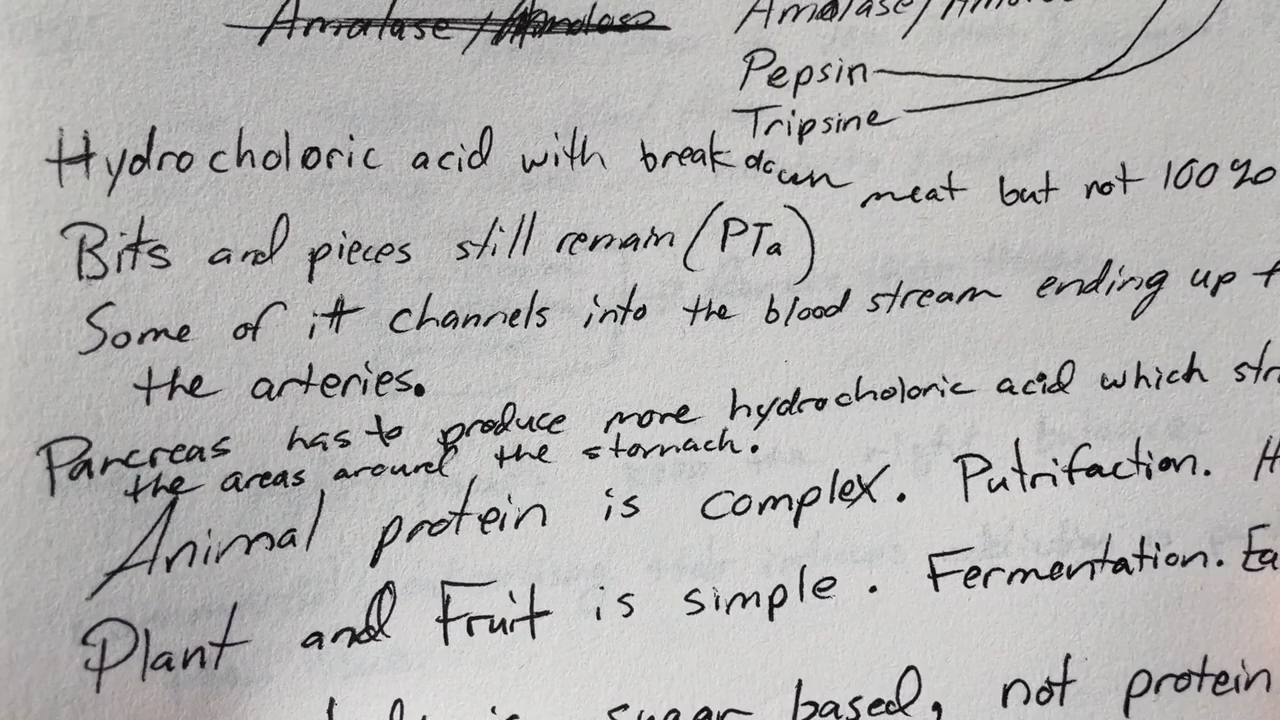 Amalase /
Amalase/
Pepsin
Tripsine
Hydrocholoric acid with break down meat but not 100%
Bits and pieces still remain (PTa)
Some of it channels into the blood stream ending up
the arteries.
Pancreas has to produce more hydrocholoric acid which
the areas around the stomach.
Animal protein is complex. Putrifaction.
Plant and Fruit is simple. Fermentation.
sugar based, not protein